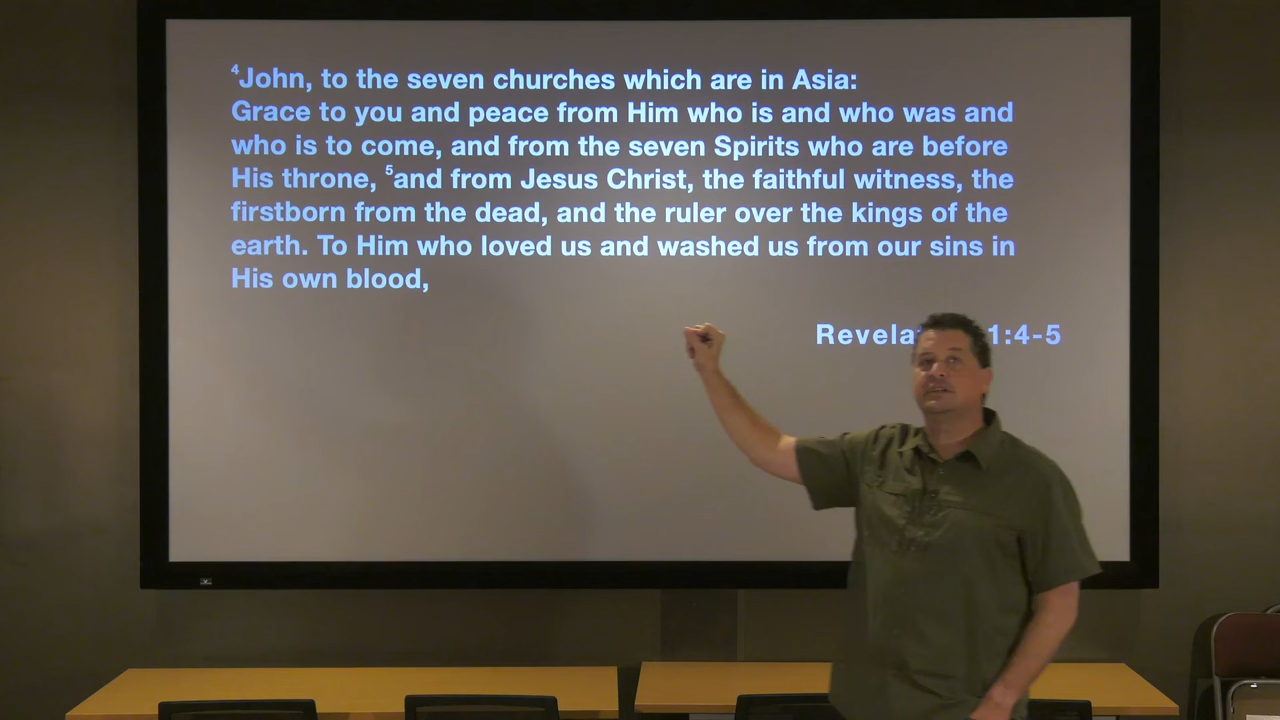 ⁴John, to the seven churches which are in Asia:
Grace to you and peace from Him who is and who was and
who is to come, and from the seven Spirits who are before
His throne, ⁵and from Jesus Christ, the faithful witness, the
firstborn from the dead, and the ruler over the kings of the
earth. To Him who loved us and washed us from our sins in
His own blood,
1:4-5